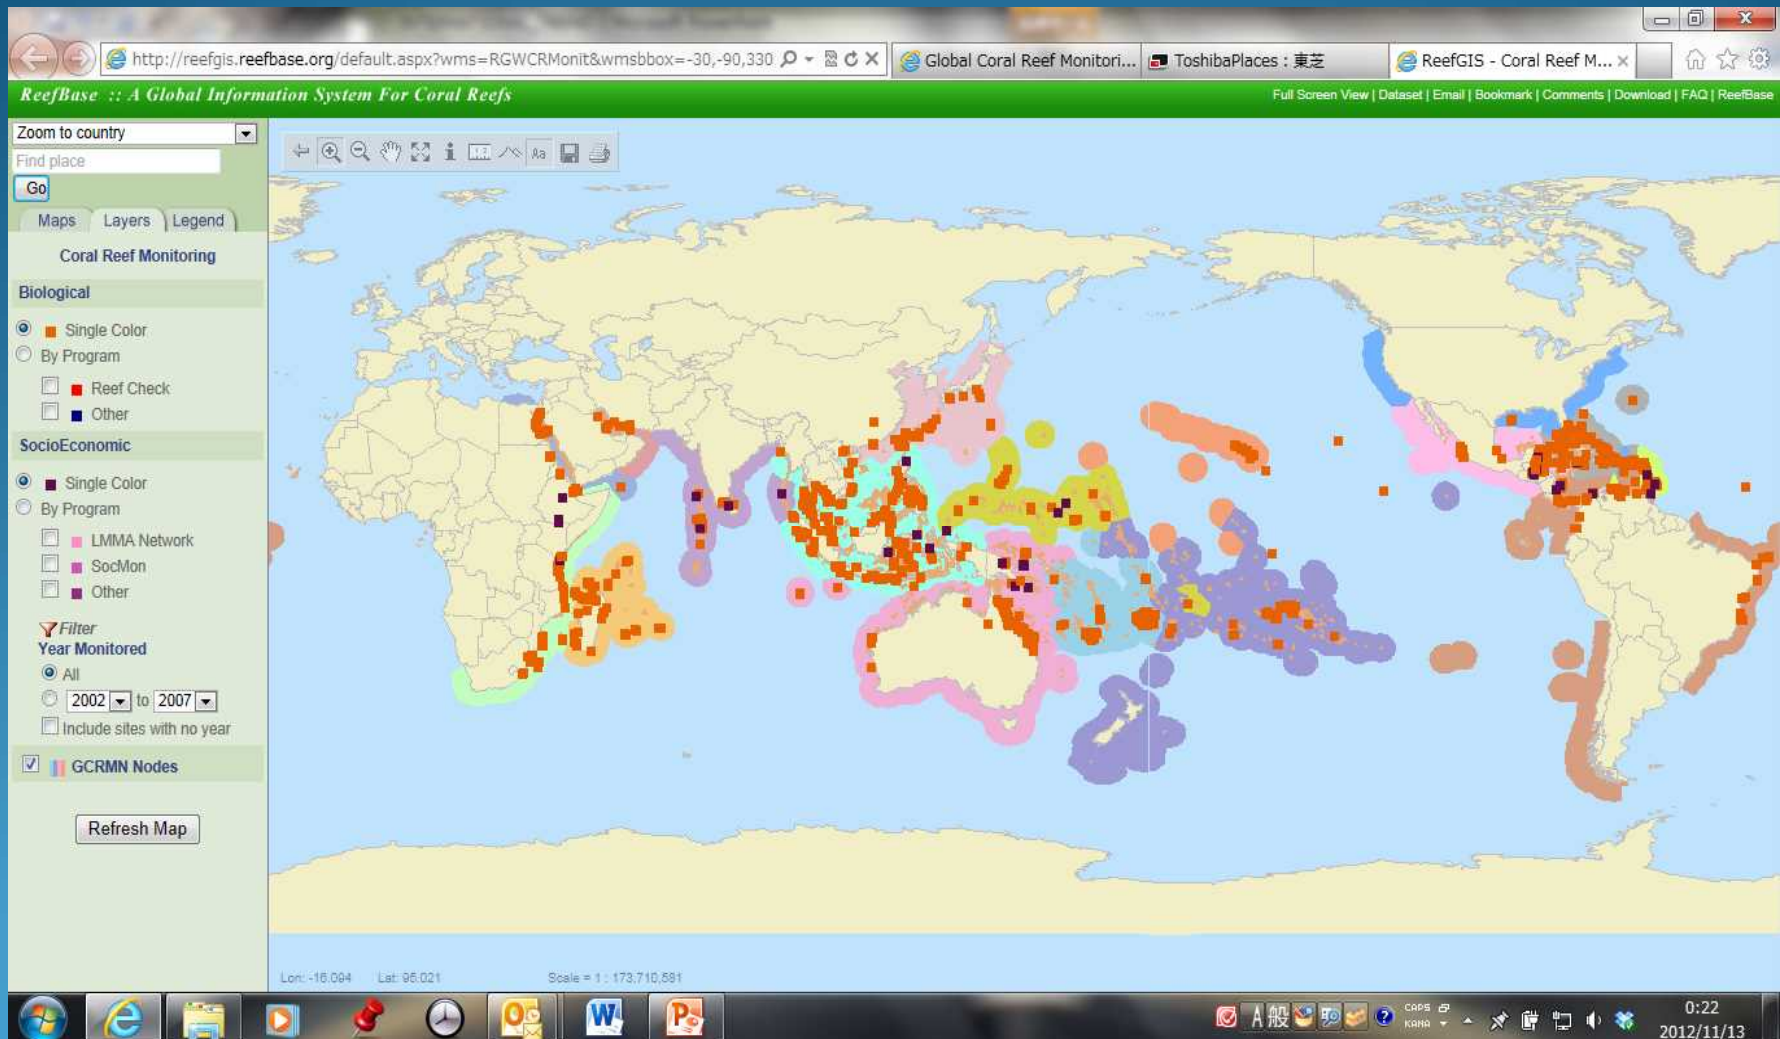 http://reefgis.reefbase.org/default.aspx?wms=RGWCRMonit&wmsbbox=-30,-90,330
Global Coral Reef Monitori...
ToshibaPlaces : 東芝
ReefGIS - Coral Reef M...
ReefBase :: A Global Information System For Coral Reefs
Full Screen View | Dataset | Email | Bookmark | Comments | Download | FAQ | ReefBase
Zoom to country
Find place
Go
Maps
Layers
Legend
Coral Reef Monitoring
Biological
Single Color
By Program
Reef Check
Other
SocioEconomic
Single Color
By Program
LMMA Network
SocMon
Other
Filter
Year Monitored
All
2002 to 2007
Include sites with no year
GCRMN Nodes
Refresh Map
Aa
Lon: -16.094 Lat: 95.021 Scale = 1 : 173,710,581
A 般
CAPS
KANA
0:22
2012/11/13